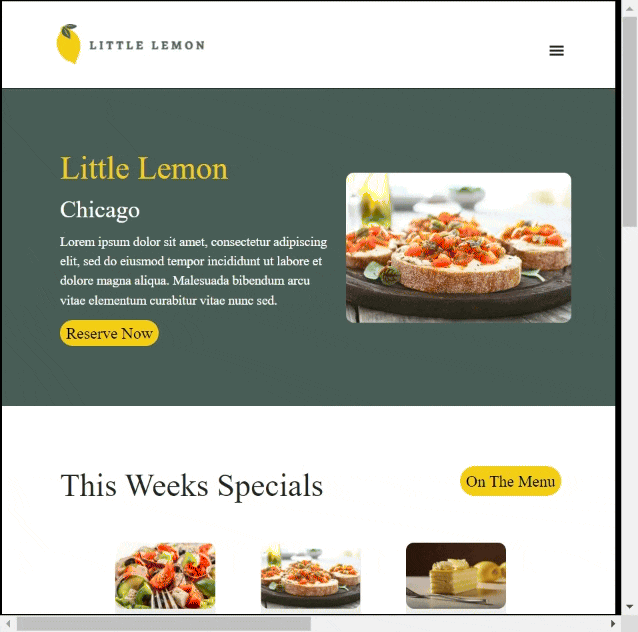 LITTLE LEMON
Little Lemon
Chicago
Lorem ipsum dolor sit amet, consectetur adipiscing
elit, sed do eiusmod tempor incididunt ut labore et
dolore magna aliqua. Malesuada bibendum arcu
vitae elementum curabitur vitae nunc sed.
Reserve Now
This Weeks Specials
On The Menu